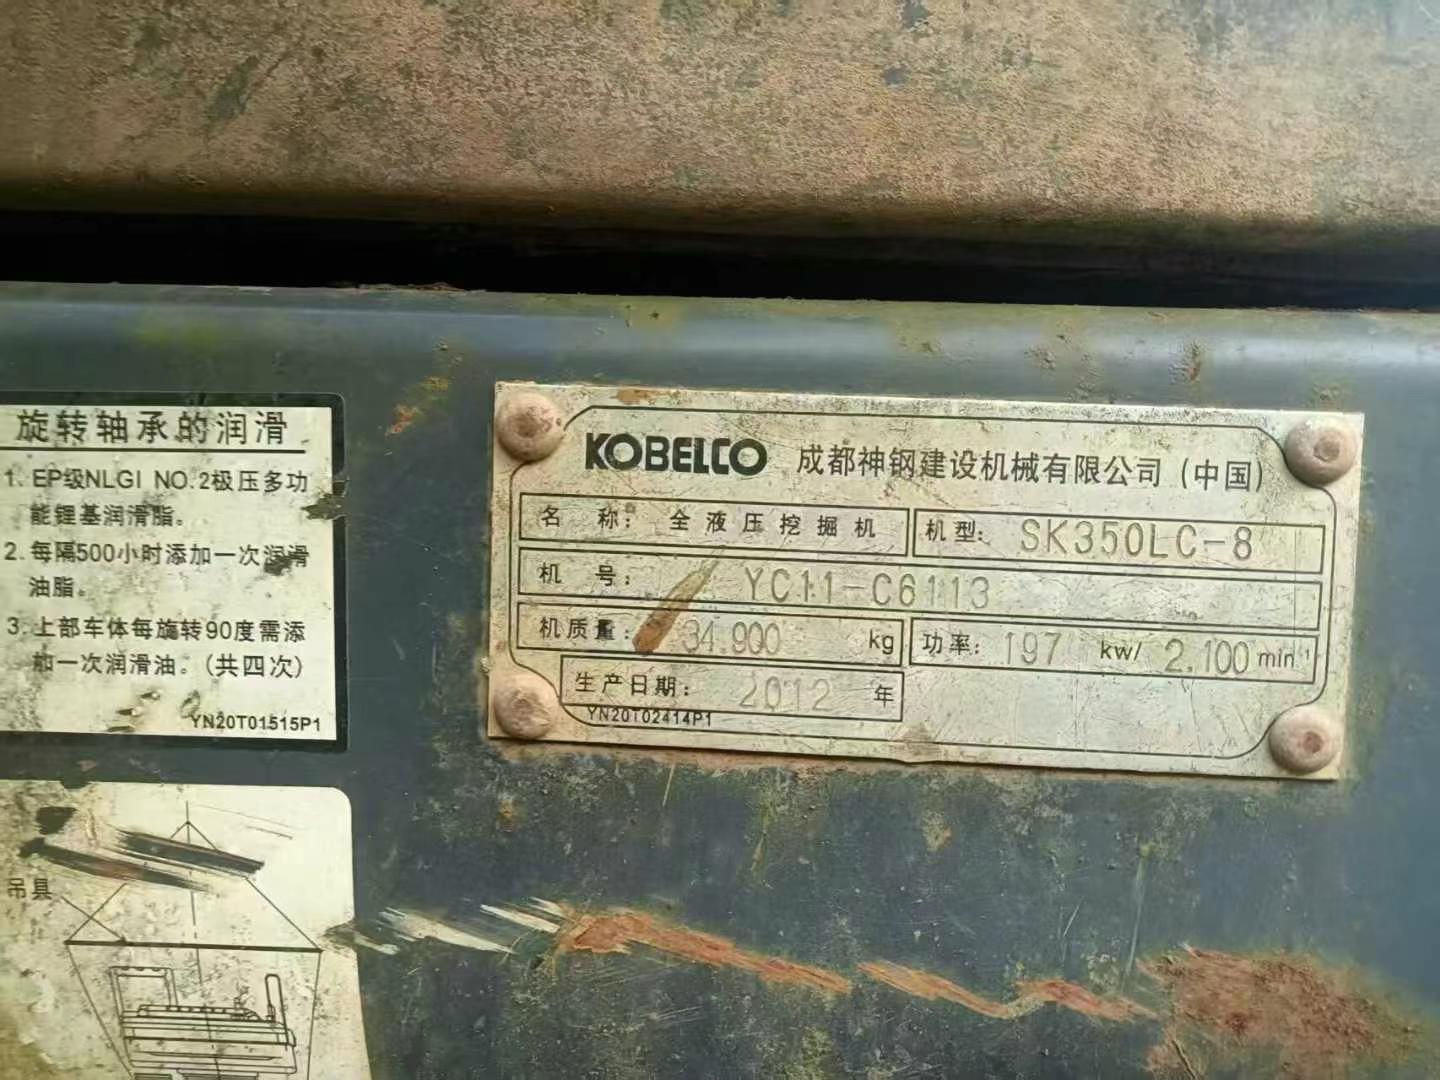 旋转轴承的润滑
1. EP级NLGI NO.2极压多功
能锂基润滑脂。
2. 每隔500小时添加一次润滑
油脂。
3. 上部车体每旋转90度需添
加一次润滑油。(共四次)
YN20T01515P1
吊具
KOBELCO 成都神钢建设机械有限公司(中国)
名 称: 全液压挖掘机 机型: SK350LC-8
机 号: YC11-C6113
机质量: 34.900 kg 功率: 197 kw/ 2.100 min⁻¹
生产日期: 2012 年
YN20T02414P1